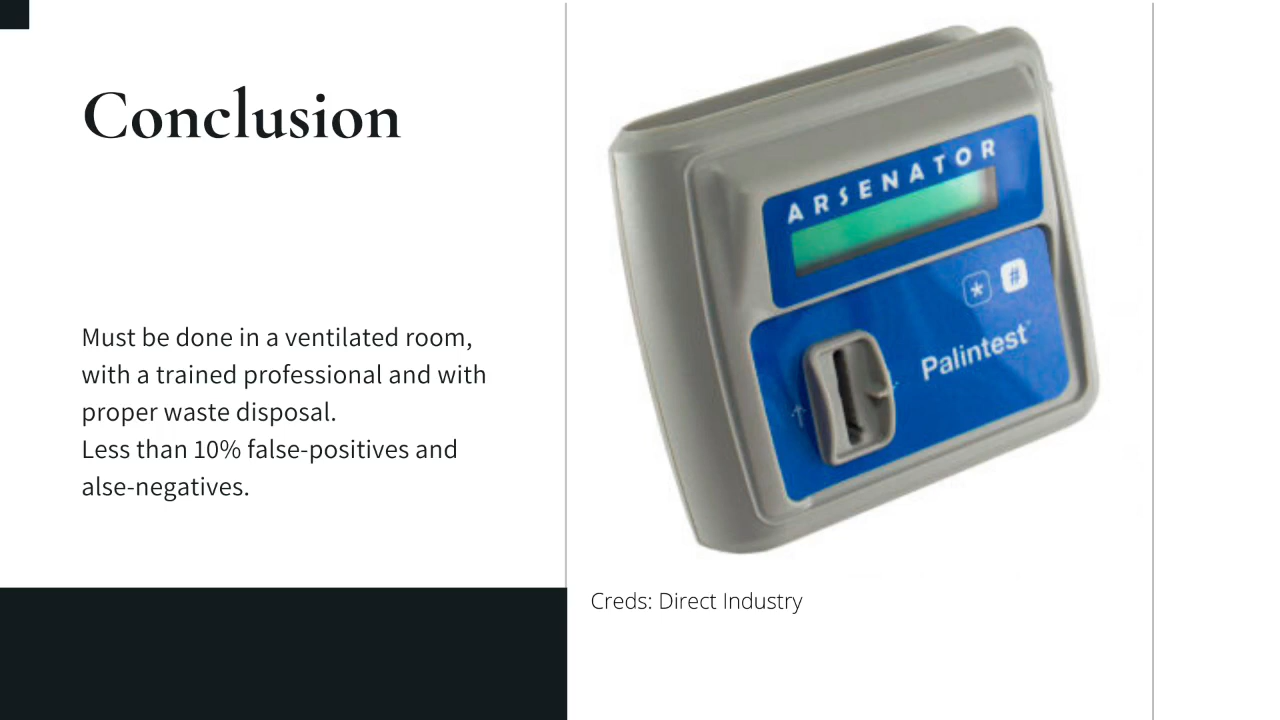 Conclusion
Must be done in a ventilated room,
with a trained professional and with
proper waste disposal.
Less than 10% false-positives and
alse-negatives.
ARSENATOR
* #
Palintest
Creds: Direct Industry